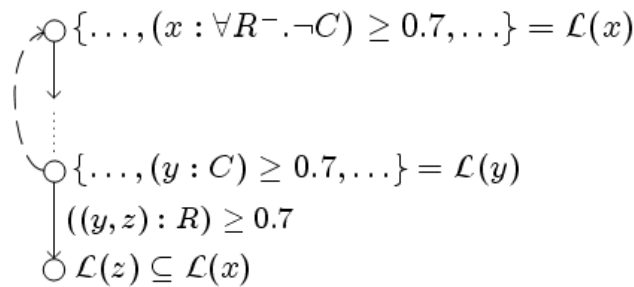 {…, (x : ∀R⁻.¬C) ≥ 0.7, …} = ℒ(x)
{…, (y : C) ≥ 0.7, …} = ℒ(y)
((y, z) : R) ≥ 0.7
ℒ(z) ⊆ ℒ(x)